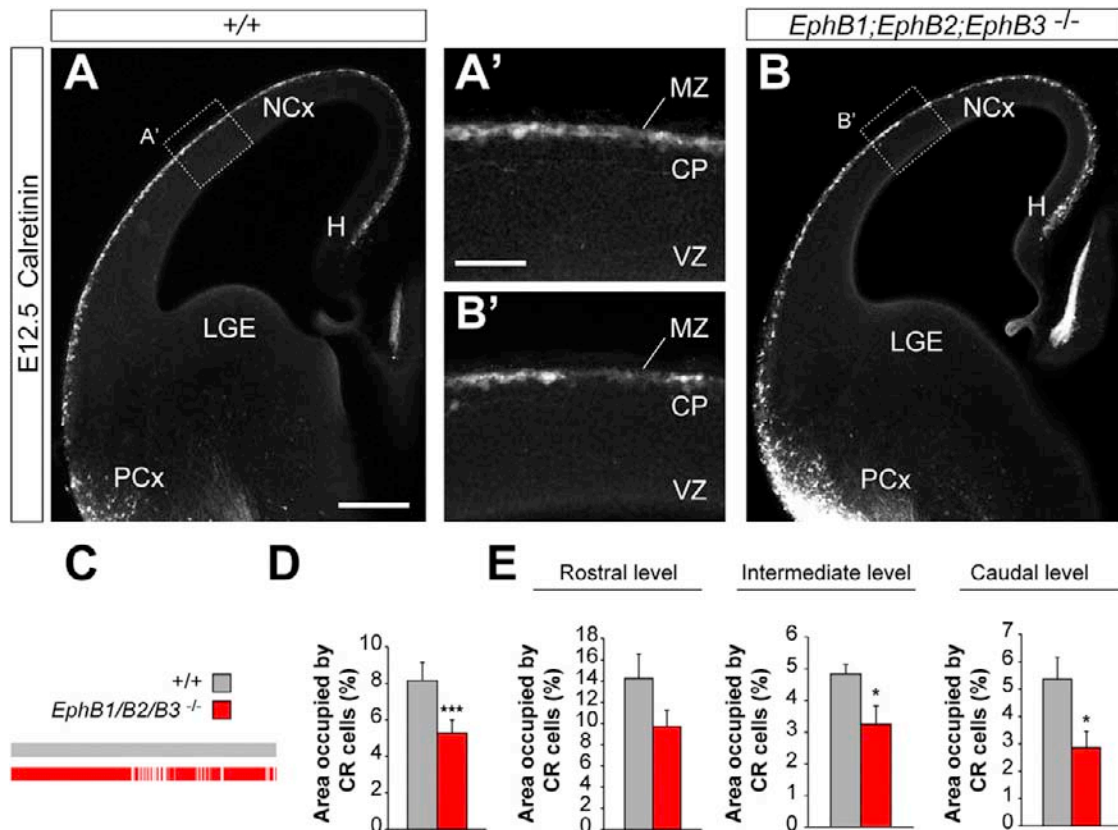 +/+
EphB1;EphB2;EphB3 -/-
E12.5 Calretinin
A
NCx
A'
H
LGE
PCx
A'
MZ
CP
VZ
B'
MZ
CP
VZ
B
NCx
B'
H
LGE
PCx
C
+/+
EphB1/B2/B3 -/-
D
Area occupied by
CR cells (%)
10
8
6
4
2
0
***
E
Rostral level
Area occupied by
CR cells (%)
18
16
14
12
10
8
6
4
2
0
Intermediate level
Area occupied by
CR cells (%)
6
5
4
3
2
1
0
*
Caudal level
Area occupied by
CR cells (%)
7
6
5
4
3
2
1
0
*